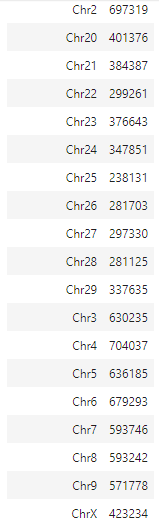 Chr2 697319
Chr20 401376
Chr21 384387
Chr22 299261
Chr23 376643
Chr24 347851
Chr25 238131
Chr26 281703
Chr27 297330
Chr28 281125
Chr29 337635
Chr3 630235
Chr4 704037
Chr5 636185
Chr6 679293
Chr7 593746
Chr8 593242
Chr9 571778
ChrX 423234